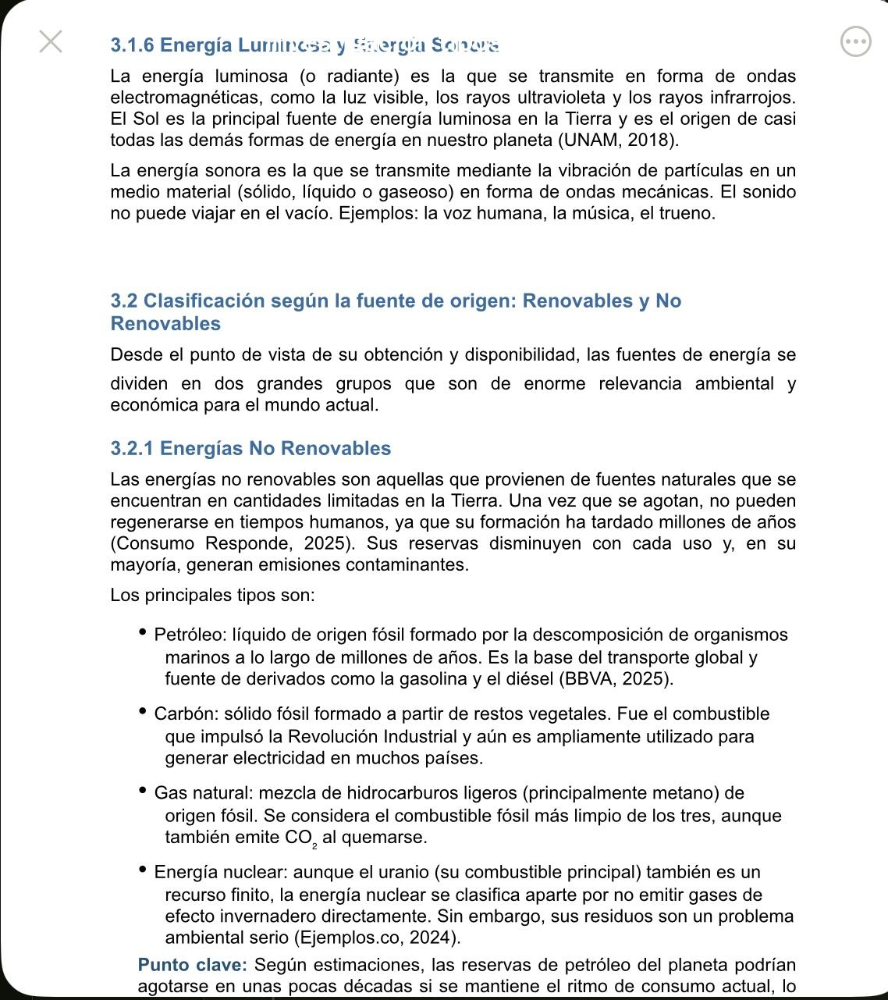 3.1.6 Energía Luminosa y Energía Sonora
La energía luminosa (o radiante) es la que se transmite en forma de ondas
electromagnéticas, como la luz visible, los rayos ultravioleta y los rayos infrarrojos.
El Sol es la principal fuente de energía luminosa en la Tierra y es el origen de casi
todas las demás formas de energía en nuestro planeta (UNAM, 2018).
La energía sonora es la que se transmite mediante la vibración de partículas en un
medio material (sólido, líquido o gaseoso) en forma de ondas mecánicas. El sonido
no puede viajar en el vacío. Ejemplos: la voz humana, la música, el trueno.
3.2 Clasificación según la fuente de origen: Renovables y No
Renovables
Desde el punto de vista de su obtención y disponibilidad, las fuentes de energía se
dividen en dos grandes grupos que son de enorme relevancia ambiental y
económica para el mundo actual.
3.2.1 Energías No Renovables
Las energías no renovables son aquellas que provienen de fuentes naturales que se
encuentran en cantidades limitadas en la Tierra. Una vez que se agotan, no pueden
regenerarse en tiempos humanos, ya que su formación ha tardado millones de años
(Consumo Responde, 2025). Sus reservas disminuyen con cada uso y, en su
mayoría, generan emisiones contaminantes.
Los principales tipos son:
• Petróleo: líquido de origen fósil formado por la descomposición de organismos
marinos a lo largo de millones de años. Es la base del transporte global y
fuente de derivados como la gasolina y el diésel (BBVA, 2025).
• Carbón: sólido fósil formado a partir de restos vegetales. Fue el combustible
que impulsó la Revolución Industrial y aún es ampliamente utilizado para
generar electricidad en muchos países.
• Gas natural: mezcla de hidrocarburos ligeros (principalmente metano) de
origen fósil. Se considera el combustible fósil más limpio de los tres, aunque
también emite CO₂ al quemarse.
• Energía nuclear: aunque el uranio (su combustible principal) también es un
recurso finito, la energía nuclear se clasifica aparte por no emitir gases de
efecto invernadero directamente. Sin embargo, sus residuos son un problema
ambiental serio (Ejemplos.co, 2024).
Punto clave: Según estimaciones, las reservas de petróleo del planeta podrían
agotarse en unas pocas décadas si se mantiene el ritmo de consumo actual, lo